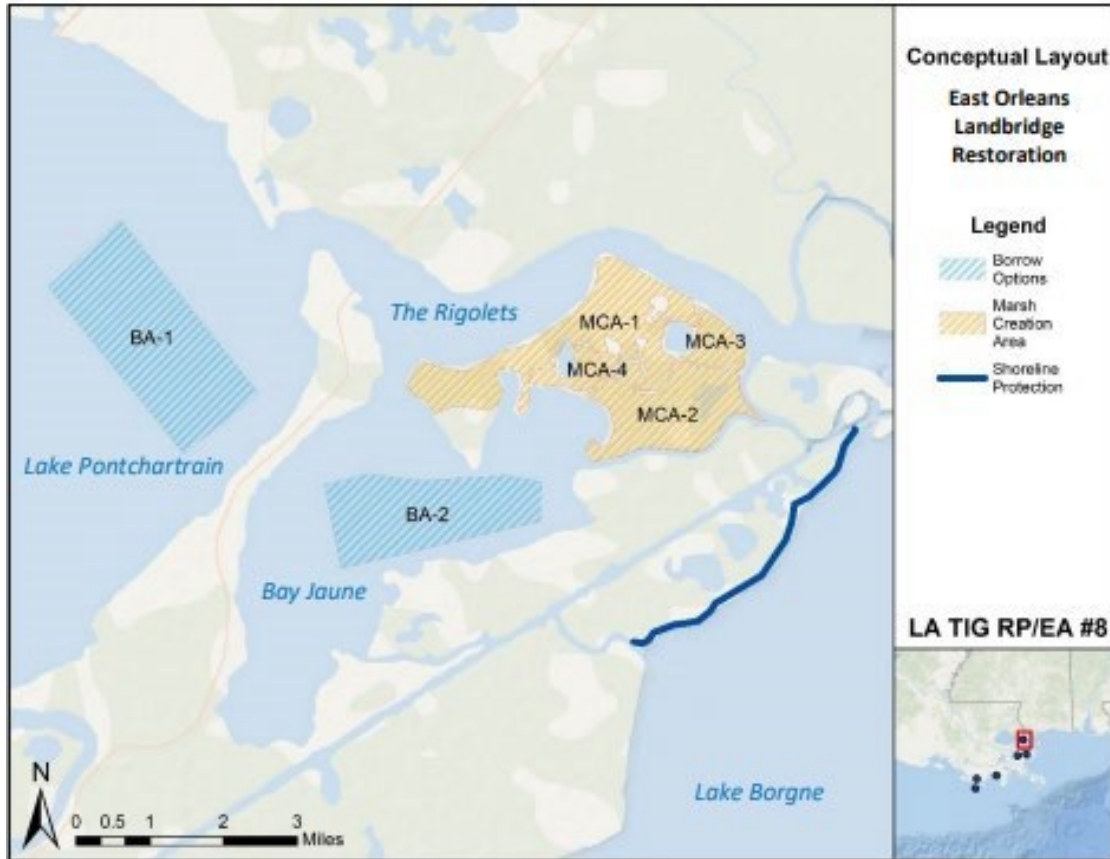 Conceptual Layout
East Orleans
Landbridge
Restoration
Legend
Borrow
Options
Marsh
Creation
Area
Shoreline
Protection
The Rigolets
MCA-1
BA-1
MCA-3
MCA-4
MCA-2
Lake Pontchartrain
BA-2
Bay Jaune
LA TIG RP/EA #8
N
Lake Borgne
0 0.5 1 2 3
Miles